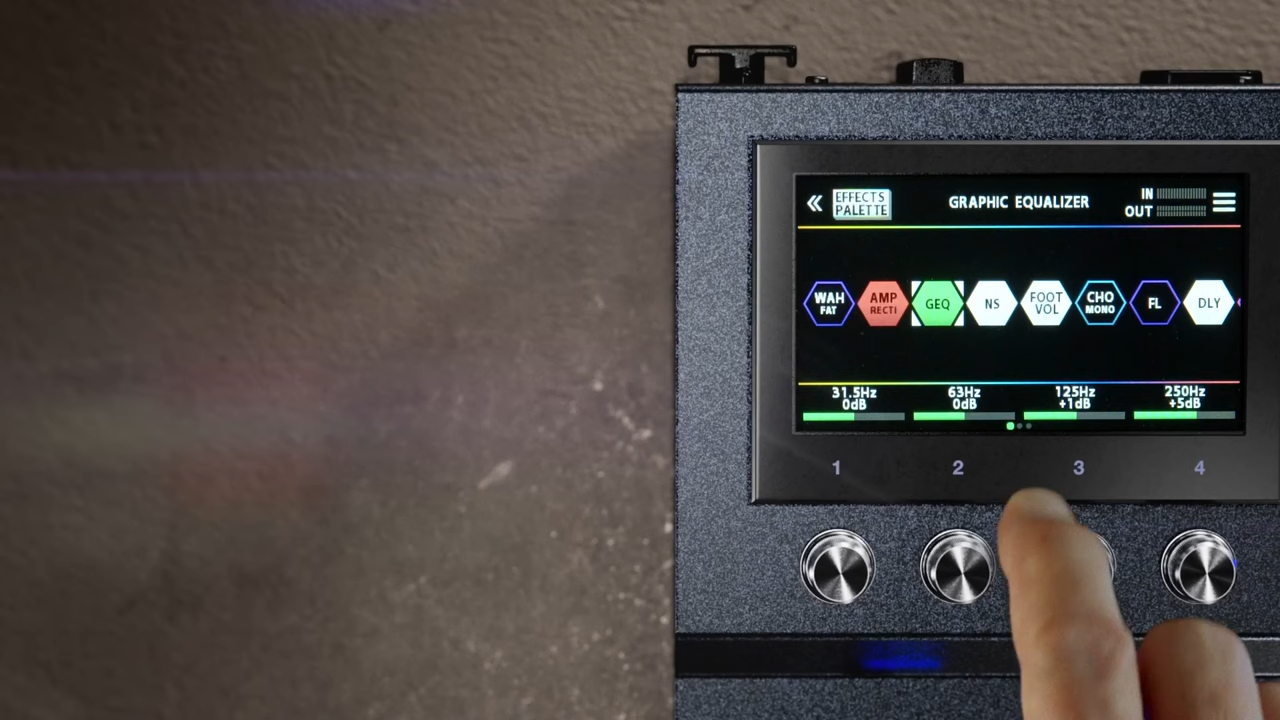 EFFECTS
PALETTE
GRAPHIC EQUALIZER
IN
OUT
WAH
FAT
AMP
RECTI
GEQ
NS
FOOT
VOL
CHO
MONO
FL
DLY
31.5Hz
0dB
63Hz
0dB
125Hz
+1dB
250Hz
+5dB
1
2
3
4